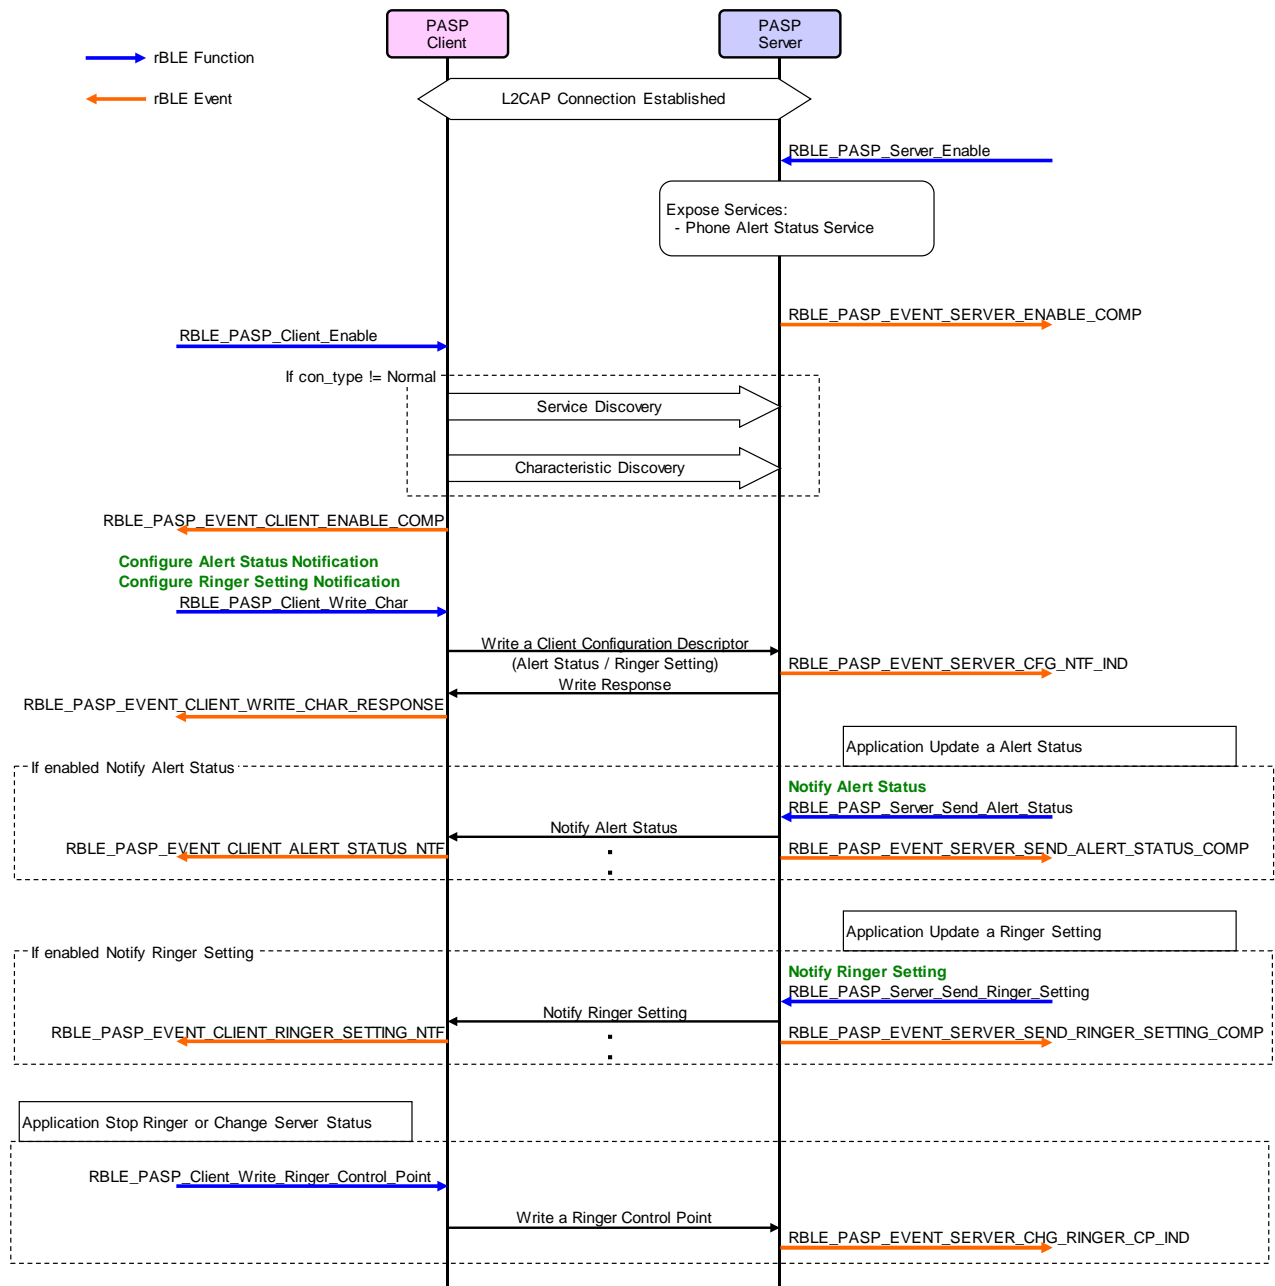 PASP
Client
PASP
Server
rBLE Function
rBLE Event
L2CAP Connection Established
RBLE_PASP_Server_Enable
Expose Services:
- Phone Alert Status Service
RBLE_PASP_EVENT_SERVER_ENABLE_COMP
RBLE_PASP_Client_Enable
If con_type != Normal
Service Discovery
Characteristic Discovery
RBLE_PASP_EVENT_CLIENT_ENABLE_COMP
Configure Alert Status Notification
Configure Ringer Setting Notification
RBLE_PASP_Client_Write_Char
Write a Client Configuration Descriptor
(Alert Status / Ringer Setting)
RBLE_PASP_EVENT_SERVER_CFG_NTF_IND
Write Response
RBLE_PASP_EVENT_CLIENT_WRITE_CHAR_RESPONSE
Application Update a Alert Status
If enabled Notify Alert Status
Notify Alert Status
RBLE_PASP_Server_Send_Alert_Status
Notify Alert Status
RBLE_PASP_EVENT_CLIENT_ALERT_STATUS_NTF
RBLE_PASP_EVENT_SERVER_SEND_ALERT_STATUS_COMP
Application Update a Ringer Setting
If enabled Notify Ringer Setting
Notify Ringer Setting
RBLE_PASP_Server_Send_Ringer_Setting
Notify Ringer Setting
RBLE_PASP_EVENT_CLIENT_RINGER_SETTING_NTF
RBLE_PASP_EVENT_SERVER_SEND_RINGER_SETTING_COMP
Application Stop Ringer or Change Server Status
RBLE_PASP_Client_Write_Ringer_Control_Point
Write a Ringer Control Point
RBLE_PASP_EVENT_SERVER_CHG_RINGER_CP_IND